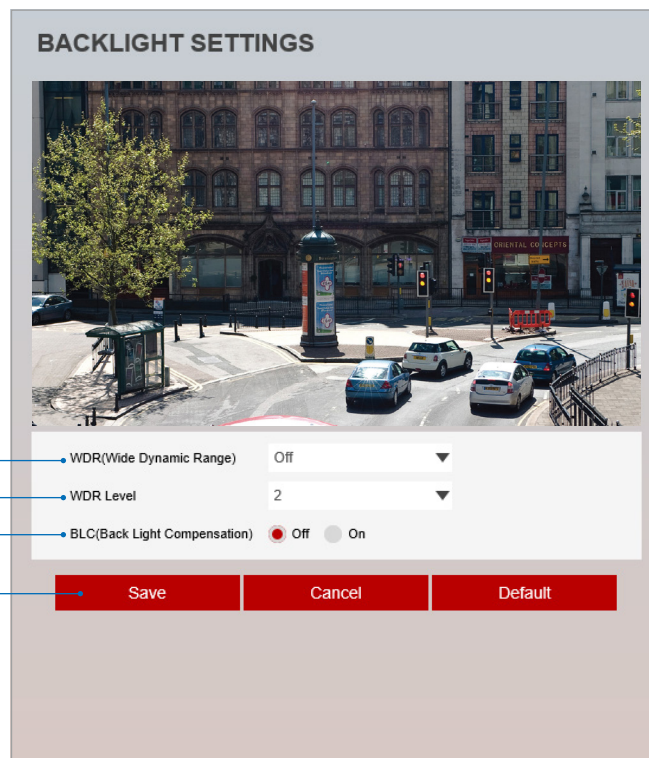 BACKLIGHT SETTINGS
ORIENTAL CONCEPTS
WDR(Wide Dynamic Range) Off
WDR Level 2
BLC(Back Light Compensation) Off On
Save Cancel Default